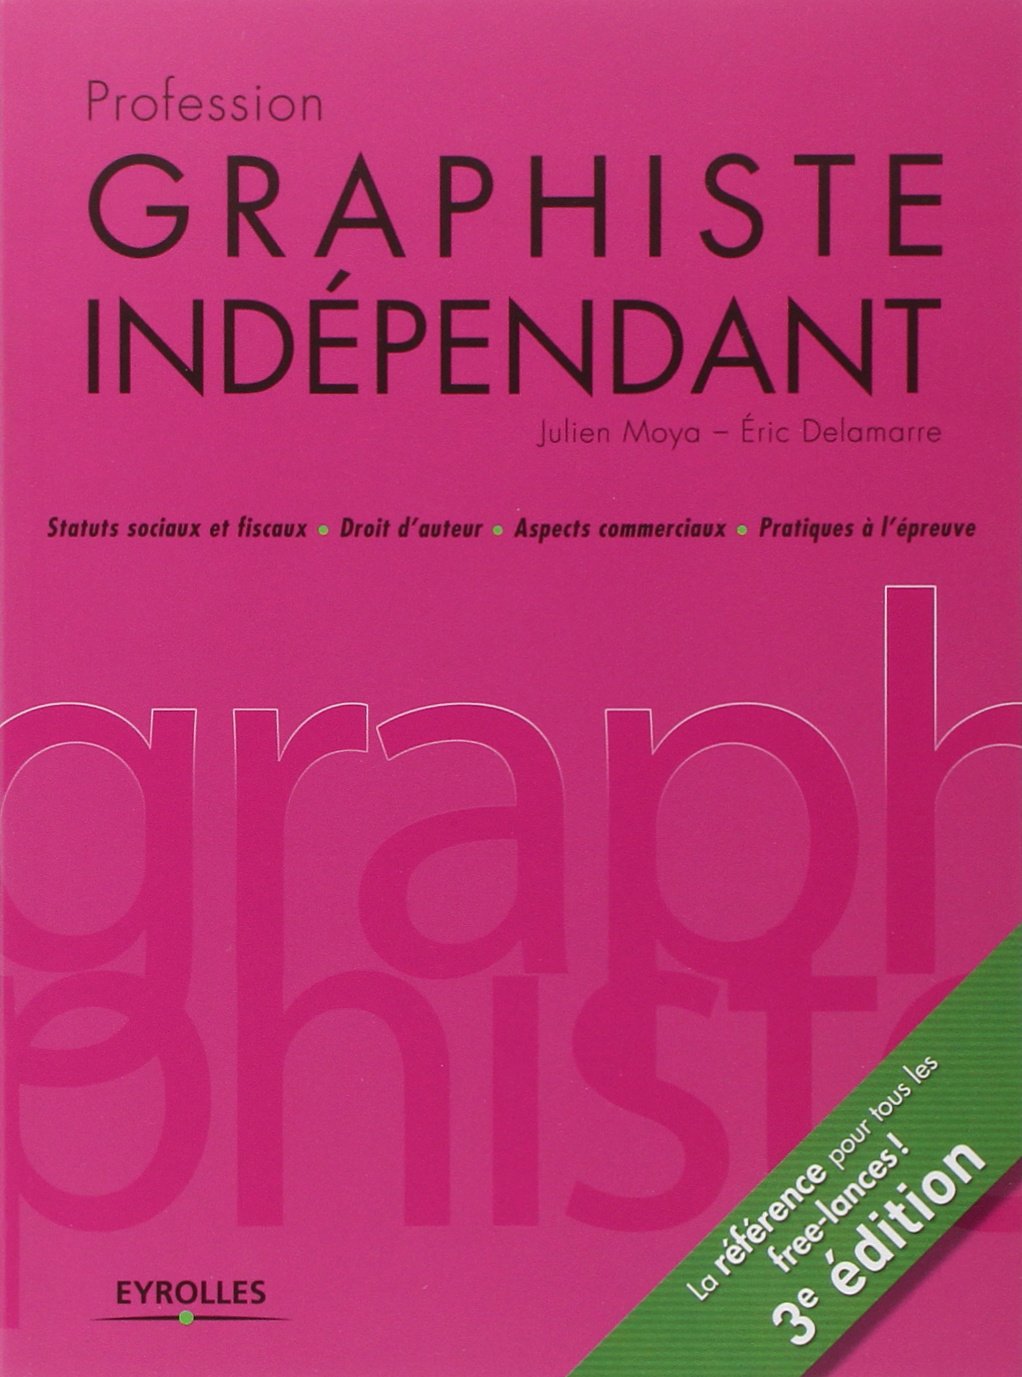 Profession
GRAPHISTE
INDÉPENDANT
Julien Moya – Éric Delamarre
Statuts sociaux et fiscaux • Droit d'auteur • Aspects commerciaux • Pratiques à l'épreuve
graph
phiste
La référence pour tous les
free-lances !
3e édition
EYROLLES